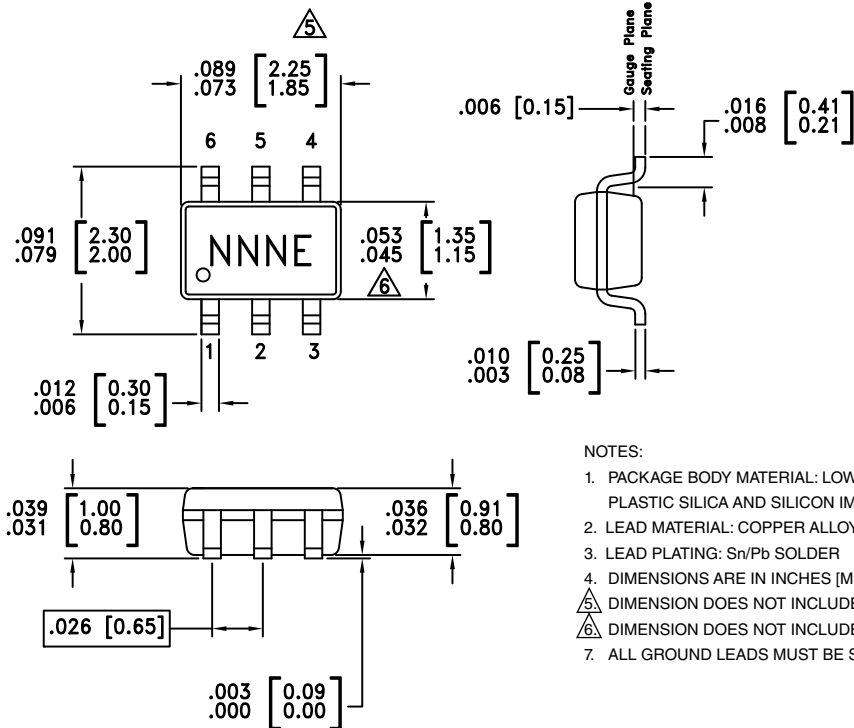 5
.089 [2.25]
.073 [1.85]
6 5 4
.091 [2.30]
.079 [2.00]
NNNE
.053 [1.35]
.045 [1.15]
6
1 2 3
.012 [0.30]
.006 [0.15]
Gauge Plane
Seating Plane
.006 [0.15]
.016 [0.41]
.008 [0.21]
.010 [0.25]
.003 [0.08]
.039 [1.00]
.031 [0.80]
.036 [0.91]
.032 [0.80]
.026 [0.65]
.003 [0.09]
.000 [0.00]
NOTES:
1. PACKAGE BODY MATERIAL: LOW
PLASTIC SILICA AND SILICON IM
2. LEAD MATERIAL: COPPER ALLOY
3. LEAD PLATING: Sn/Pb SOLDER
4. DIMENSIONS ARE IN INCHES [M
5. DIMENSION DOES NOT INCLUDE
6. DIMENSION DOES NOT INCLUDE
7. ALL GROUND LEADS MUST BE S